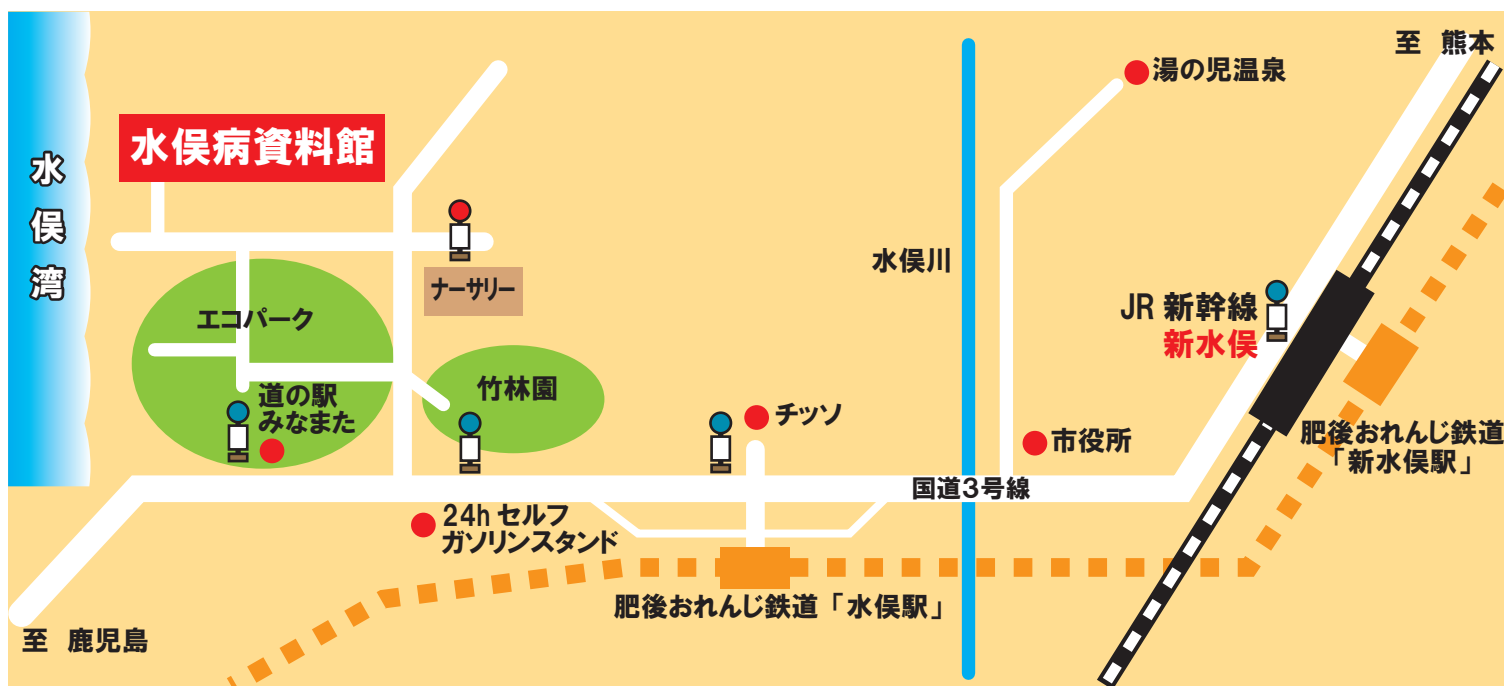 至 熊本
湯の児温泉
水俣病資料館
水俣湾
ナーサリー
水俣川
JR 新幹線
新水俣
エコパーク
竹林園
道の駅
みなまた
チッソ
市役所
肥後おれんじ鉄道
「新水俣駅」
国道3号線
24h セルフ
ガソリンスタンド
肥後おれんじ鉄道「水俣駅」
至 鹿児島